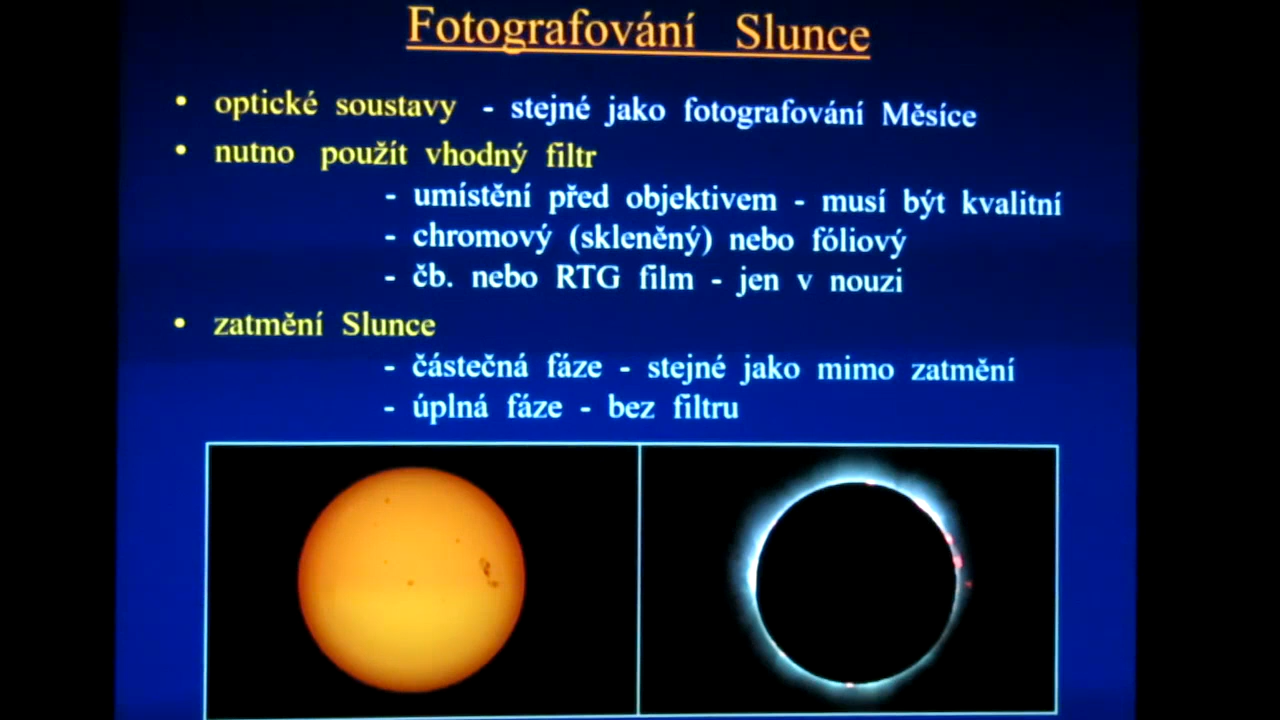 Fotografování Slunce
• optické soustavy - stejné jako fotografování Měsíce
• nutno použít vhodný filtr
- umístění před objektivem - musí být kvalitní
- chromový (skleněný) nebo fóliový
- čb. nebo RTG film - jen v nouzi
• zatmění Slunce
- částečná fáze - stejné jako mimo zatmění
- úplná fáze - bez filtru